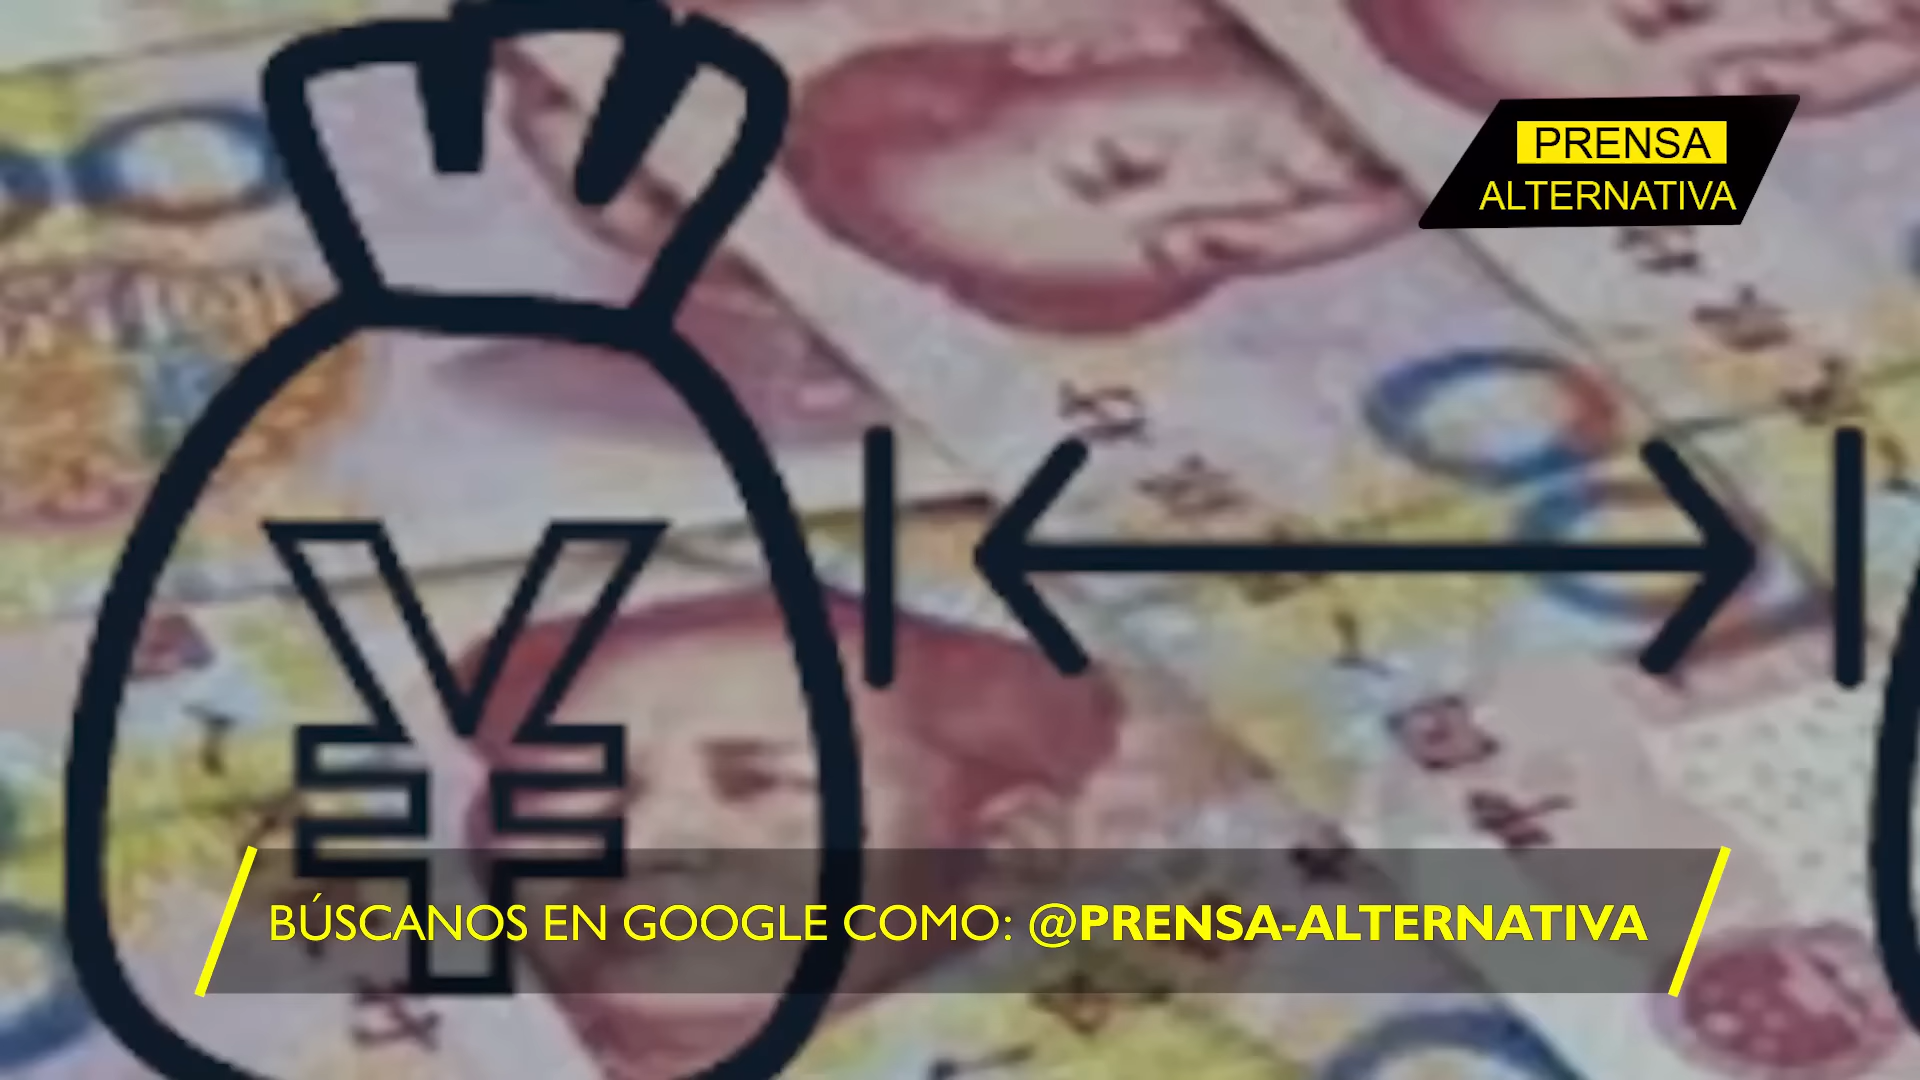 PRENSA
ALTERNATIVA
¥
BÚSCANOS EN GOOGLE COMO: @PRENSA-ALTERNATIVA